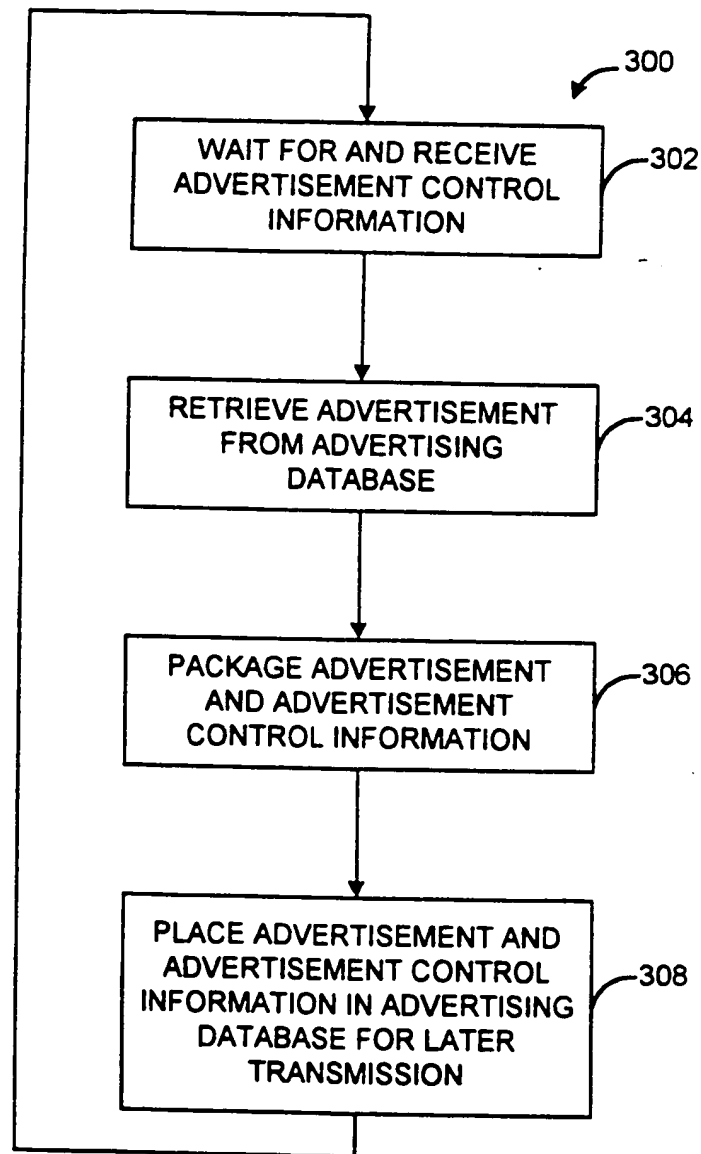 300
WAIT FOR AND RECEIVE
ADVERTISEMENT CONTROL
INFORMATION
302
RETRIEVE ADVERTISEMENT
FROM ADVERTISING
DATABASE
304
PACKAGE ADVERTISEMENT
AND ADVERTISEMENT
CONTROL INFORMATION
306
PLACE ADVERTISEMENT AND
ADVERTISEMENT CONTROL
INFORMATION IN ADVERTISING
DATABASE FOR LATER
TRANSMISSION
308